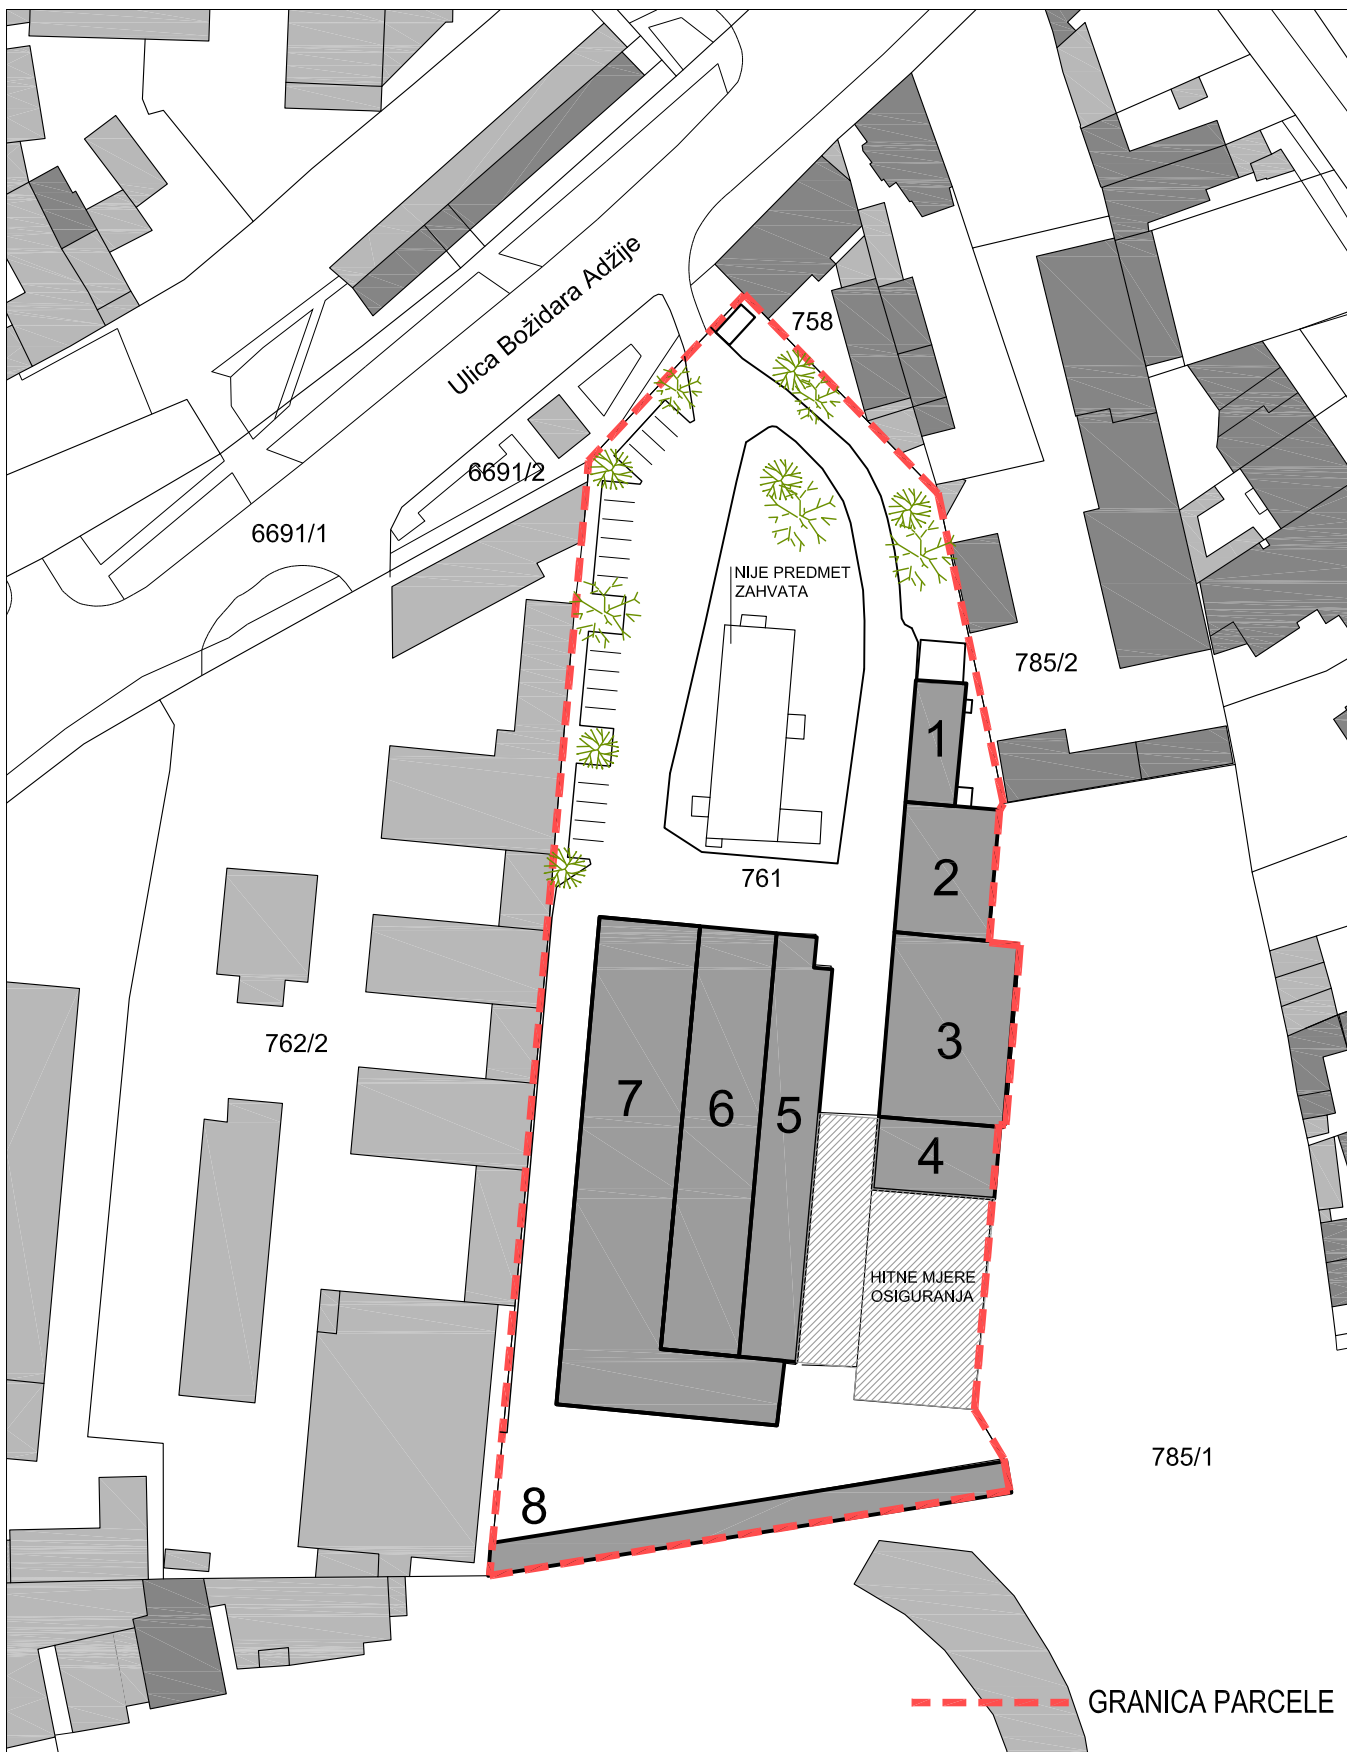 Ulica Božidara Adžije
758
6691/2
6691/1
NIJE PREDMET
ZAHVATA
785/2
1
2
761
3
762/2
7
6
5
4
HITNE MJERE
OSIGURANJA
785/1
8
GRANICA PARCELE